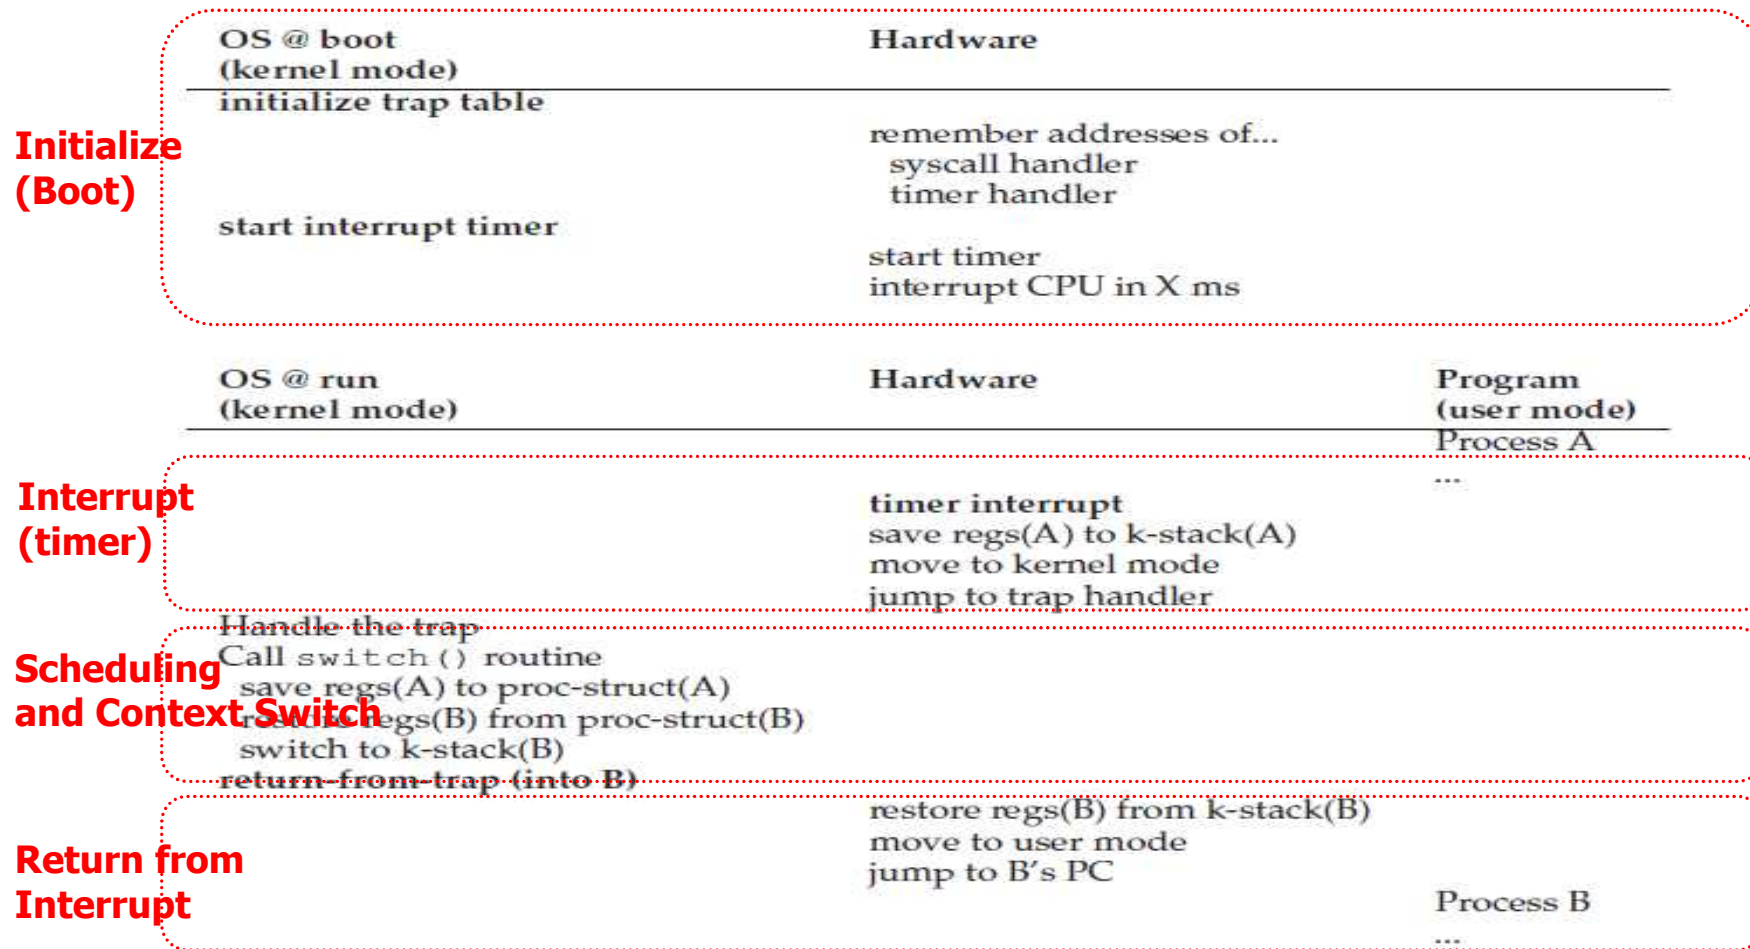 OS @ boot Hardware
(kernel mode)
initialize trap table
Initialize
(Boot)
remember addresses of...
syscall handler
timer handler
start interrupt timer
start timer
interrupt CPU in X ms
OS @ run Hardware Program
(kernel mode) (user mode)
Process A
...
Interrupt
(timer)
timer interrupt
save regs(A) to k-stack(A)
move to kernel mode
jump to trap handler
Handle the trap
Scheduling
and Context Switch
Call switch() routine
save regs(A) to proc-struct(A)
restore regs(B) from proc-struct(B)
switch to k-stack(B)
return-from-trap (into B)
Return from
Interrupt
restore regs(B) from k-stack(B)
move to user mode
jump to B's PC
Process B
...